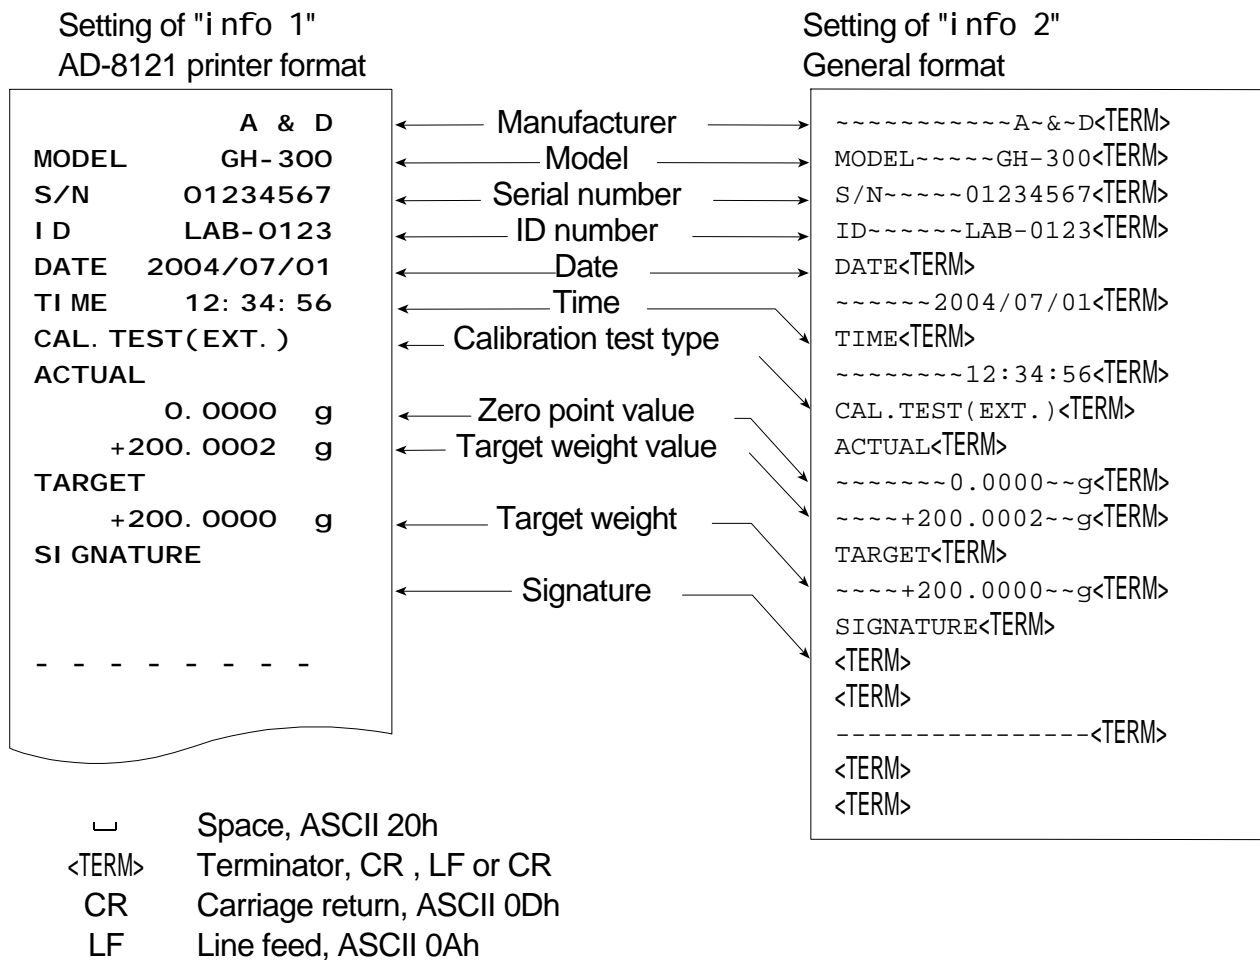 Setting of "info 1"
AD-8121 printer format
A & D
MODEL GH-300
S/N 01234567
ID LAB-0123
DATE 2004/07/01
TIME 12:34:56
CAL.TEST(EXT.)
ACTUAL
0.0000 g
+200.0002 g
TARGET
+200.0000 g
SIGNATURE
- - - - - - - -
Manufacturer
Model
Serial number
ID number
Date
Time
Calibration test type
Zero point value
Target weight value
Target weight
Signature
Setting of "info 2"
General format
~~~~~~~~~~~A~&~D<TERM>
MODEL~~~~~GH-300<TERM>
S/N~~~~~01234567<TERM>
ID~~~~~~LAB-0123<TERM>
DATE<TERM>
~~~~~~2004/07/01<TERM>
TIME<TERM>
~~~~~~~~12:34:56<TERM>
CAL.TEST(EXT.)<TERM>
ACTUAL<TERM>
~~~~~~~0.0000~~g<TERM>
~~~~+200.0002~~g<TERM>
TARGET<TERM>
~~~~+200.0000~~g<TERM>
SIGNATURE<TERM>
<TERM>
<TERM>
----------------<TERM>
<TERM>
<TERM>
␣ Space, ASCII 20h
<TERM> Terminator, CR , LF or CR
CR Carriage return, ASCII 0Dh
LF Line feed, ASCII 0Ah